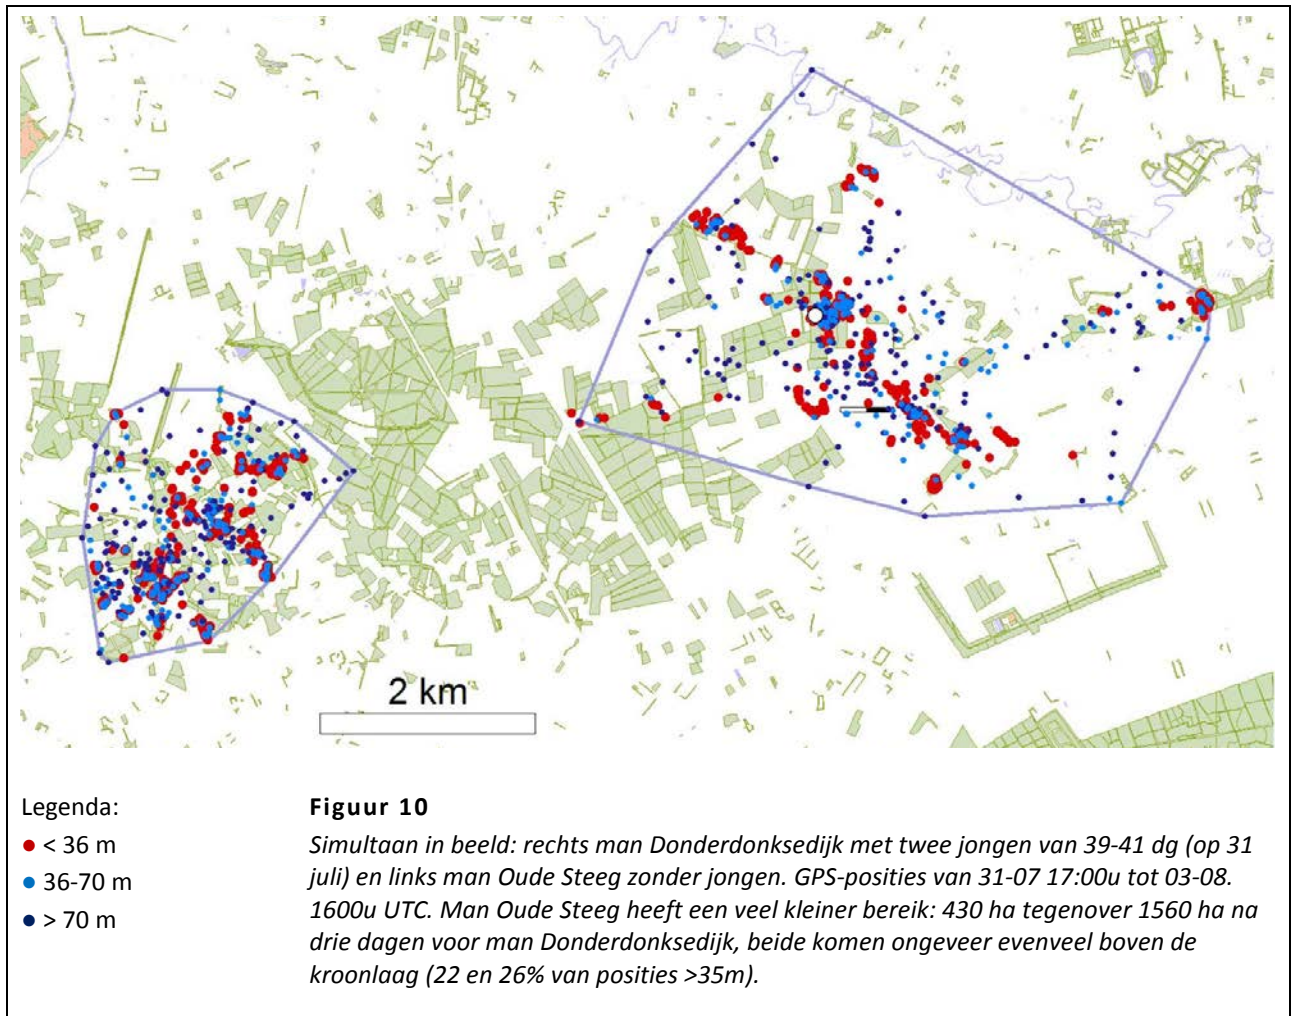 2 km
Legenda:
< 36 m
36-70 m
> 70 m
Figuur 10
Simultaan in beeld: rechts man Donderdonksedijk met twee jongen van 39-41 dg (op 31
juli) en links man Oude Steeg zonder jongen. GPS-posities van 31-07 17:00u tot 03-08.
1600u UTC. Man Oude Steeg heeft een veel kleiner bereik: 430 ha tegenover 1560 ha na
drie dagen voor man Donderdonksedijk, beide komen ongeveer evenveel boven de
kroonlaag (22 en 26% van posities >35m).